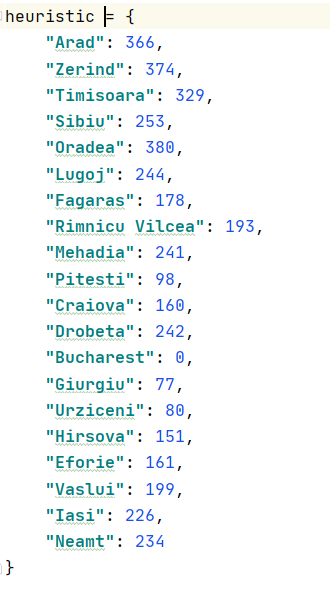 heuristic = {
    "Arad": 366,
    "Zerind": 374,
    "Timisoara": 329,
    "Sibiu": 253,
    "Oradea": 380,
    "Lugoj": 244,
    "Fagaras": 178,
    "Rimnicu Vilcea": 193,
    "Mehadia": 241,
    "Pitesti": 98,
    "Craiova": 160,
    "Drobeta": 242,
    "Bucharest": 0,
    "Giurgiu": 77,
    "Urziceni": 80,
    "Hirsova": 151,
    "Eforie": 161,
    "Vaslui": 199,
    "Iasi": 226,
    "Neamt": 234
}